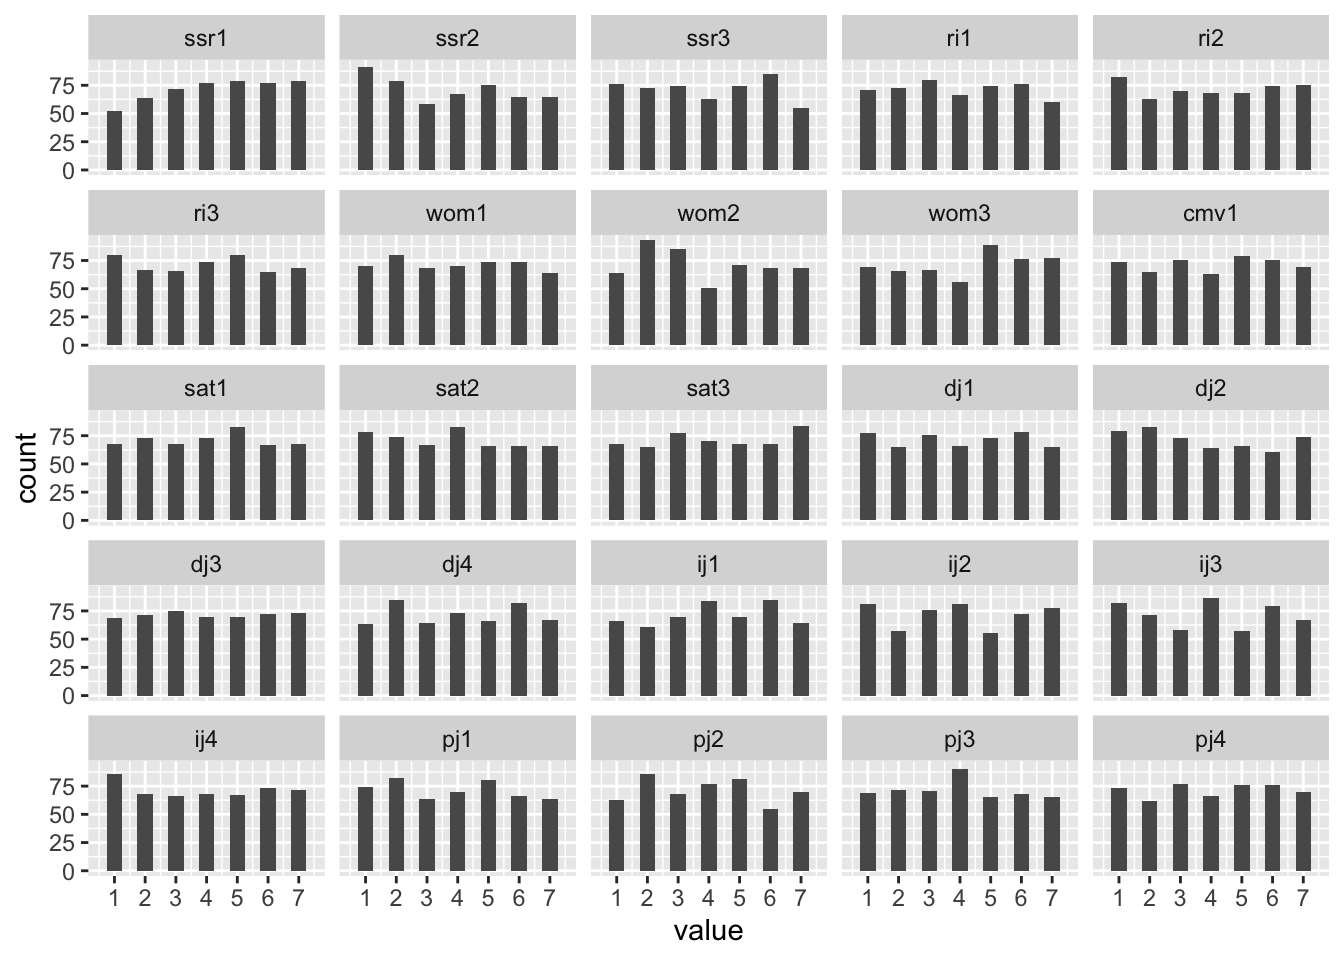 ssr1 ssr2 ssr3 ri1 ri2
75
50
25
0
ri3 wom1 wom2 wom3 cmv1
75
50
25
0
sat1 sat2 sat3 dj1 dj2
75
50
25
0
count
dj3 dj4 ij1 ij2 ij3
75
50
25
0
ij4 pj1 pj2 pj3 pj4
75
50
25
0
1 2 3 4 5 6 7 1 2 3 4 5 6 7 1 2 3 4 5 6 7 1 2 3 4 5 6 7 1 2 3 4 5 6 7
value